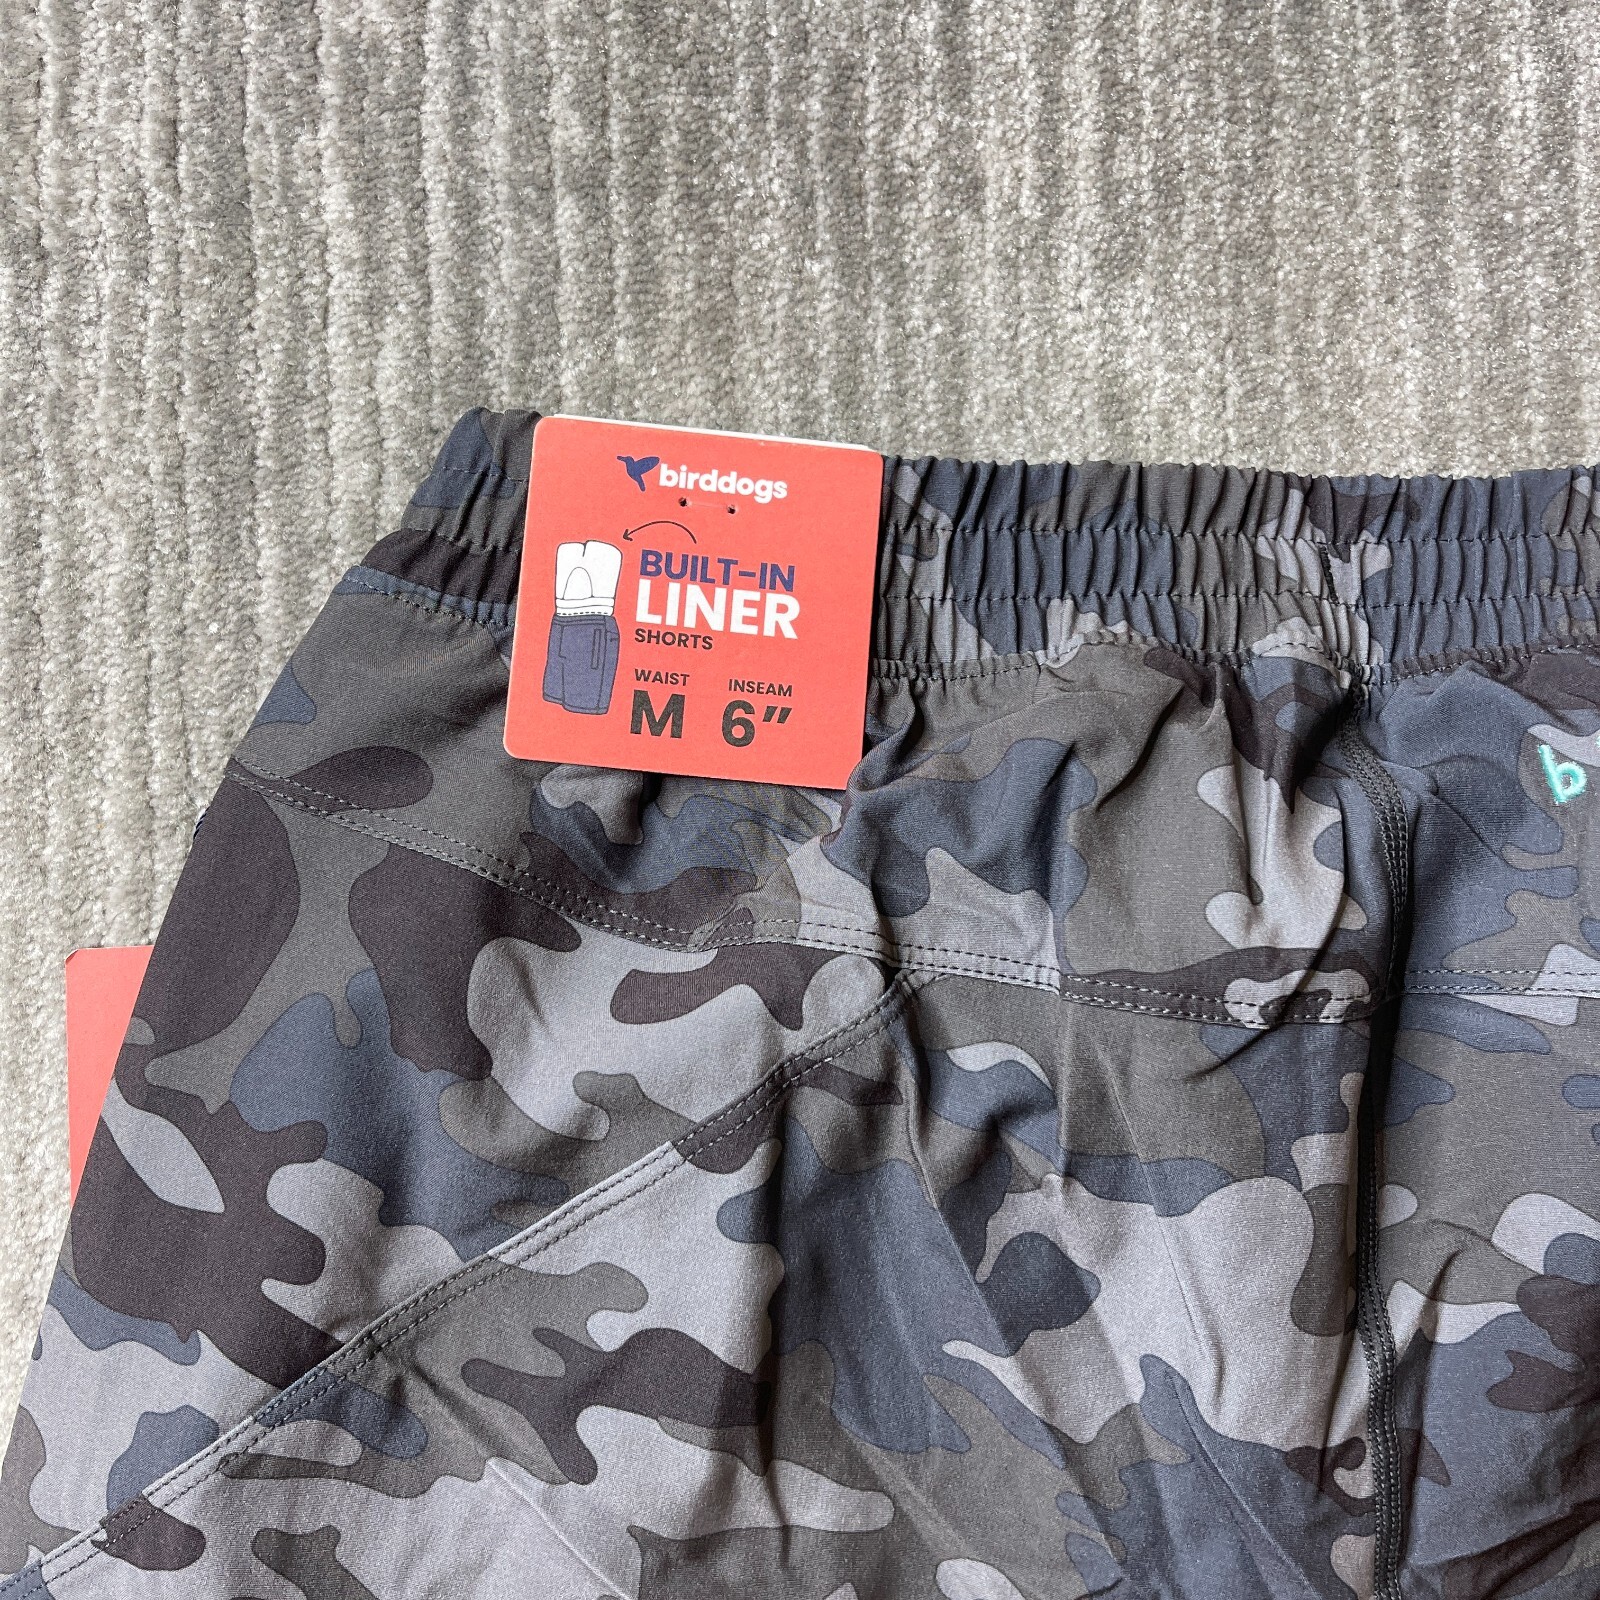 birddogs
BUILT-IN
LINER
SHORTS
WAIST
INSEAM
M
6"
b